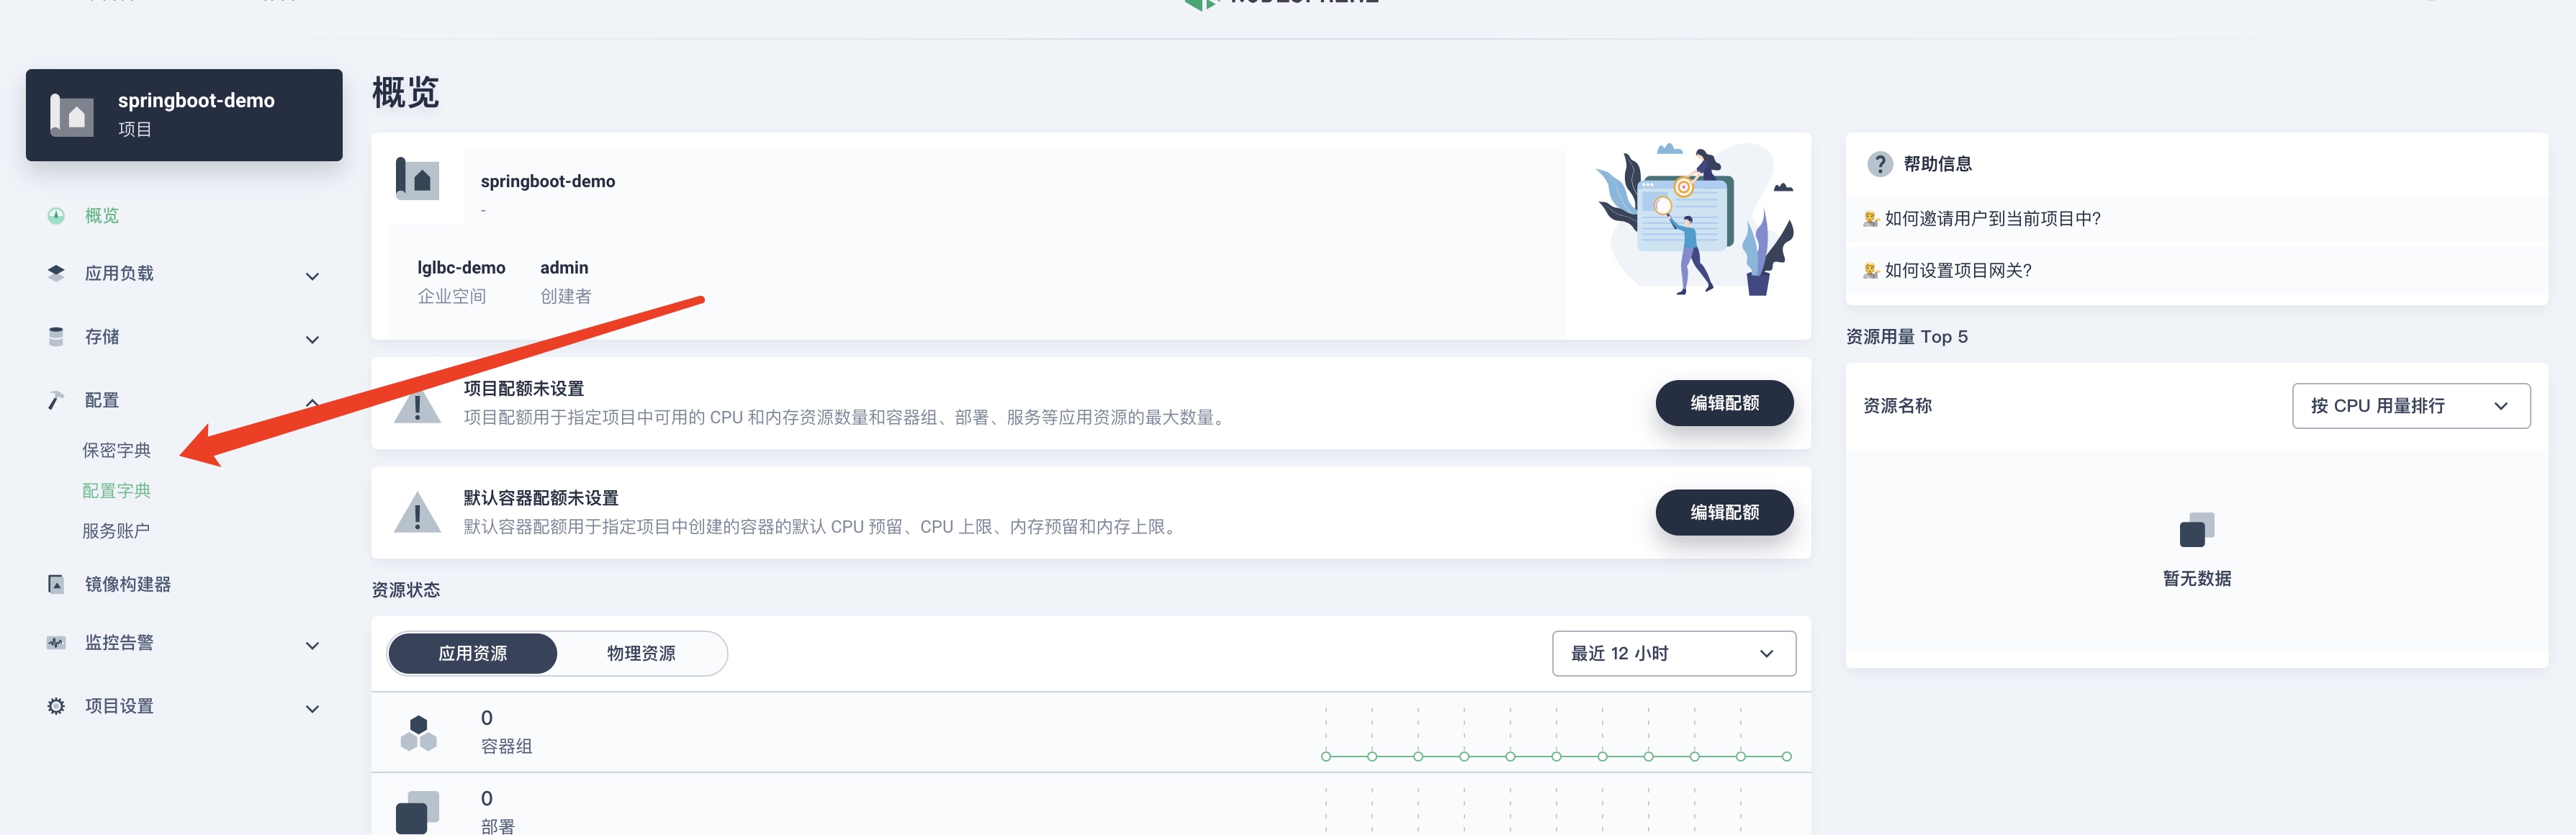 springboot-demo
项目
概览
应用负载
存储
配置
保密字典
配置字典
服务账户
镜像构建器
监控告警
项目设置
概览
springboot-demo
-
lglbc-demo admin
企业空间 创建者
项目配额未设置
项目配额用于指定项目中可用的 CPU 和内存资源数量和容器组、部署、服务等应用资源的最大数量。
编辑配额
默认容器配额未设置
默认容器配额用于指定项目中创建的容器的默认 CPU 预留、CPU 上限、内存预留和内存上限。
编辑配额
资源状态
应用资源 物理资源
最近 12 小时
0
容器组
0
部署
帮助信息
如何邀请用户到当前项目中?
如何设置项目网关?
资源用量 Top 5
资源名称
按 CPU 用量排行
暂无数据